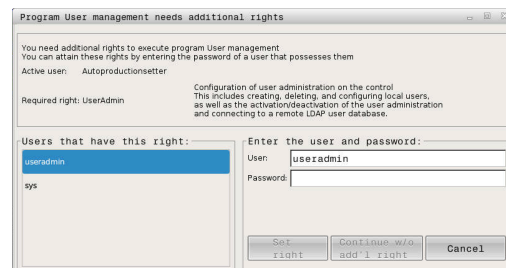 Program User management needs additional rights
You need additional rights to execute program User management
You can attain these rights by entering the password of a user that possesses them
Active user: Autoproductionsetter
Required right: UserAdmin
Configuration of user administration on the control
This includes creating, deleting, and configuring local users,
as well as the activation/deactivation of the user administration
and connecting to a remote LDAP user database.
Users that have this right:
useradmin
sys
Enter the user and password:
User: useradmin
Password:
Set right
Continue w/o add'l right
Cancel